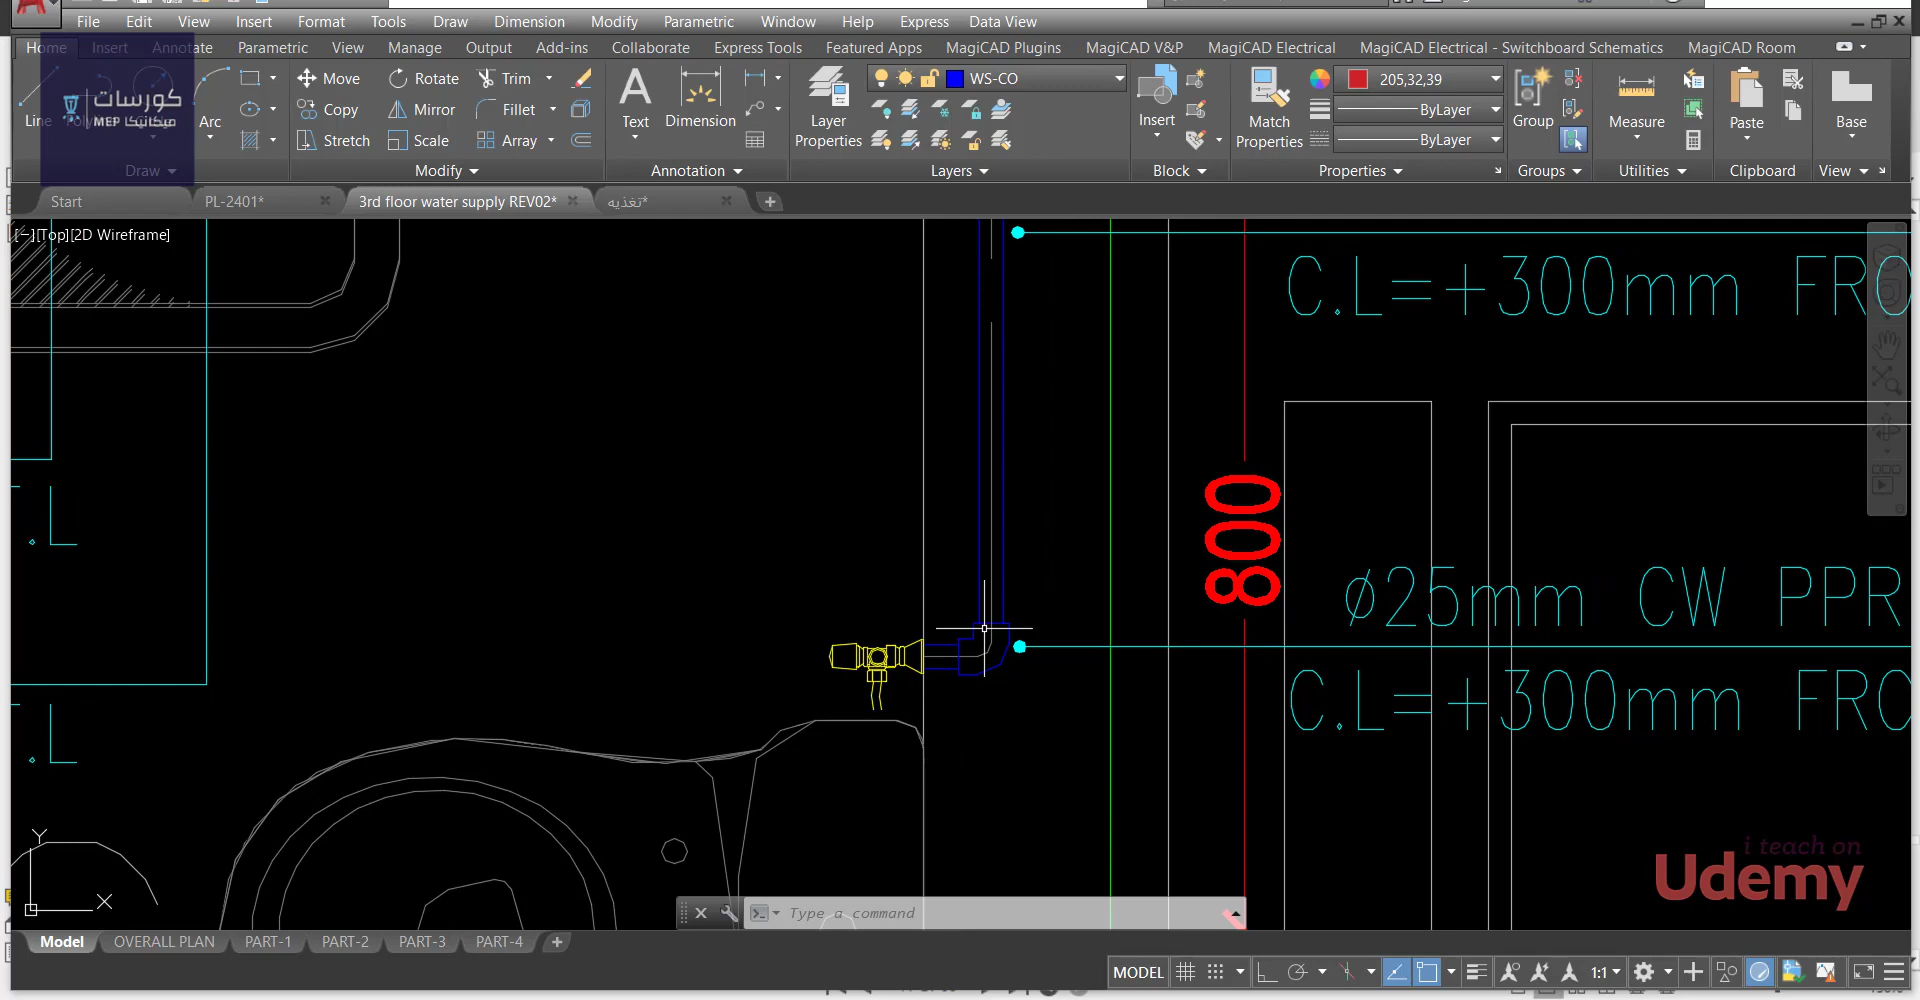 File Edit View Insert Format Tools Draw Dimension Modify Parametric Window Help Express Data View
Home Insert Annotate Parametric View Manage Output Add-ins Collaborate Express Tools Featured Apps MagiCAD Plugins MagiCAD V&P MagiCAD Electrical MagiCAD Electrical - Switchboard Schematics MagiCAD Room
Move Rotate Trim WS-CO 205,32,39
كورسات
Line Arc Copy Mirror Fillet Text Dimension Layer Insert Match ByLayer Group Measure Paste Base
ميكانيكا MEP
Stretch Scale Array Properties Properties ByLayer
Draw Modify Annotation Layers Block Properties Groups Utilities Clipboard View
Start PL-2401* 3rd floor water supply REV02* تغذيه*
[−][Top][2D Wireframe]
C.L=+300mm FRO
800
.L
ø25mm CW PPR
C.L=+300mm FRO
.L
Y
X
i teach on
Udemy
Type a command
Model OVERALL PLAN PART-1 PART-2 PART-3 PART-4
MODEL 1:1